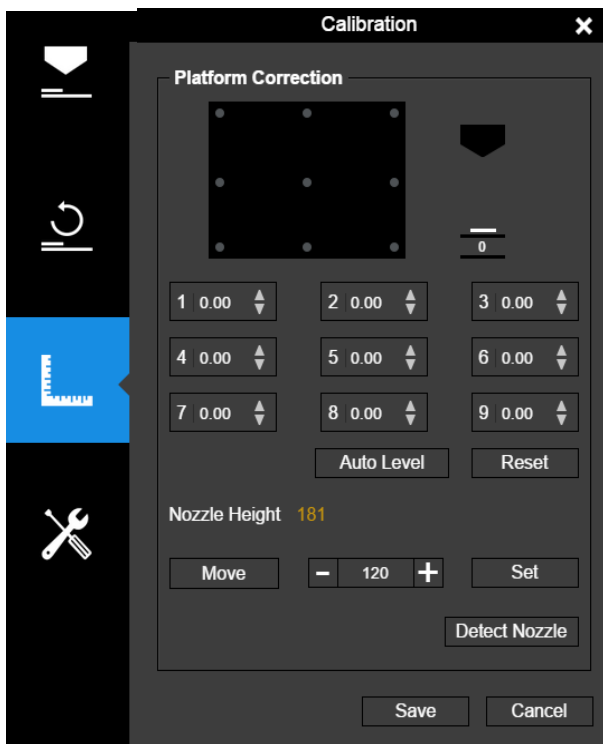 Calibration
Platform Correction
0
1 0.00 2 0.00 3 0.00
4 0.00 5 0.00 6 0.00
7 0.00 8 0.00 9 0.00
Auto Level Reset
Nozzle Height 181
Move 120 Set
Detect Nozzle
Save Cancel